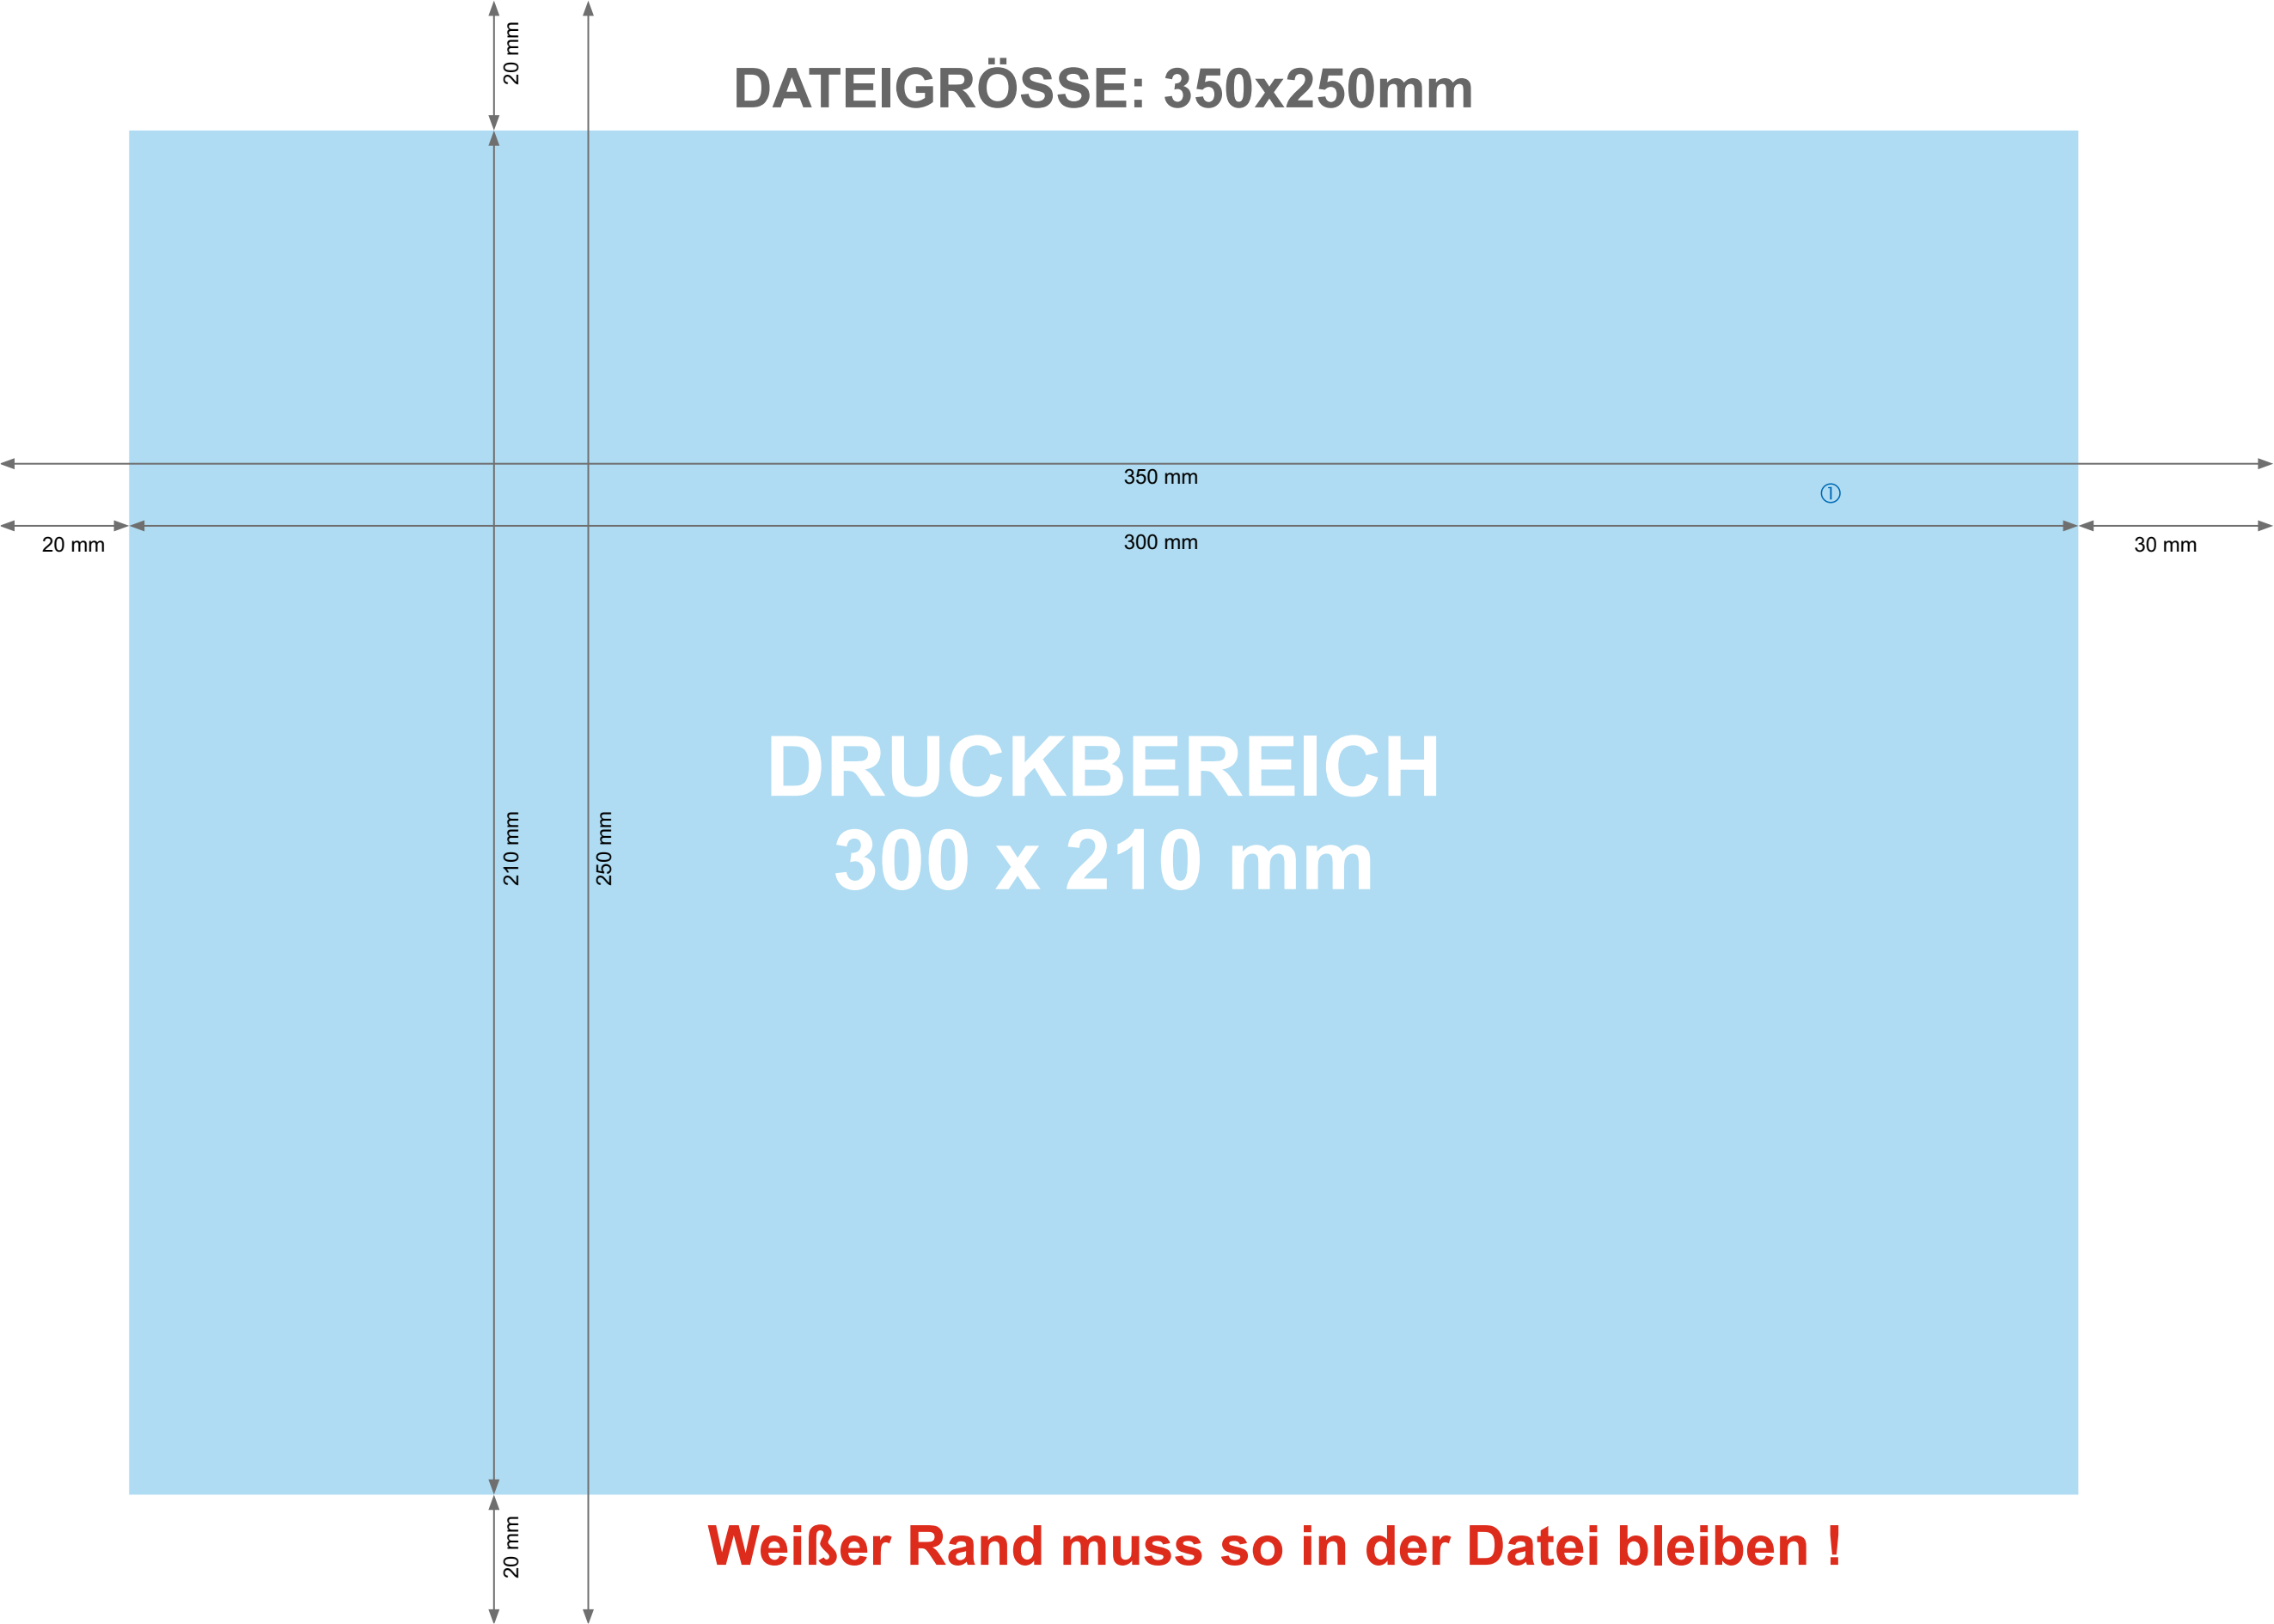 20 mm
DATEIGRÖSSE: 350x250mm
350 mm
①
20 mm
300 mm
30 mm
DRUCKBEREICH
300 x 210 mm
210 mm
250 mm
20 mm
Weißer Rand muss so in der Datei bleiben !